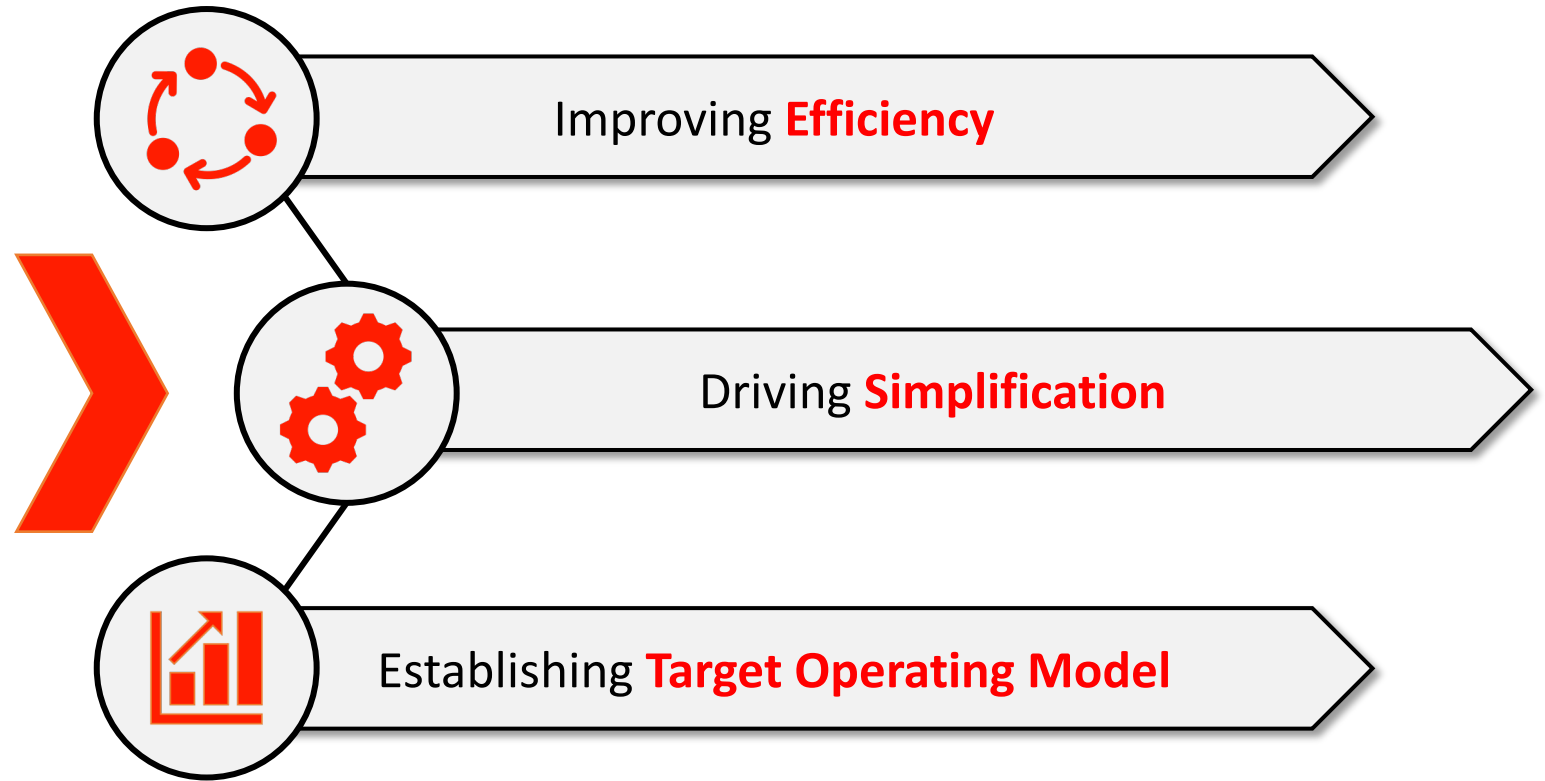 Improving Efficiency
Driving Simplification
Establishing Target Operating Model